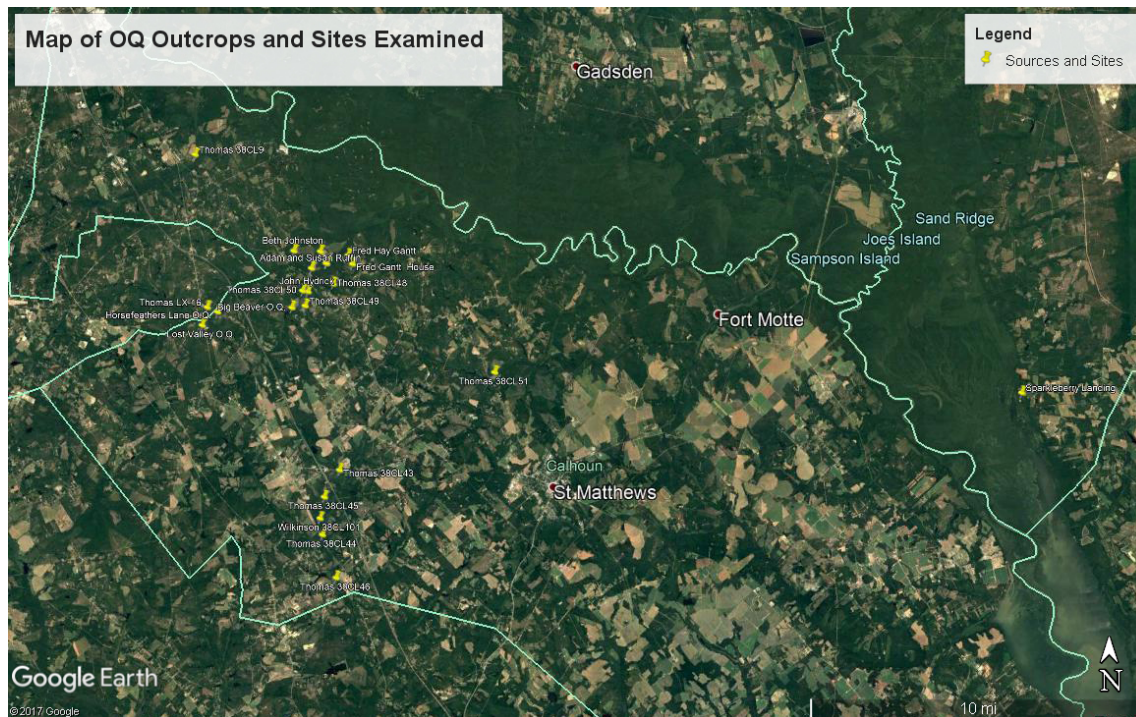 Map of OQ Outcrops and Sites Examined
Legend
Sources and Sites
Gadsden
Thomas 38CL9
Sand Ridge
Joes Island
Sampson Island
Beth Johnston
Fred Hay Gantt
Adam and Susan Ruffin
Fred Gantt House
John Hydrick
Thomas 38CL48
Thomas 38CL50
Thomas LX-16
Big Beaver O.Q.
Thomas 38CL49
Horsefeathers Lane O.Q.
Lost Valley O.Q.
Fort Motte
Thomas 38CL51
Sparkleberry Landing
Calhoun
Thomas 38CL43
St Matthews
Thomas 38CL45
Wilkinson 38CL101
Thomas 38CL44
Thomas 38CL46
Google Earth
©2017 Google
10 mi
N